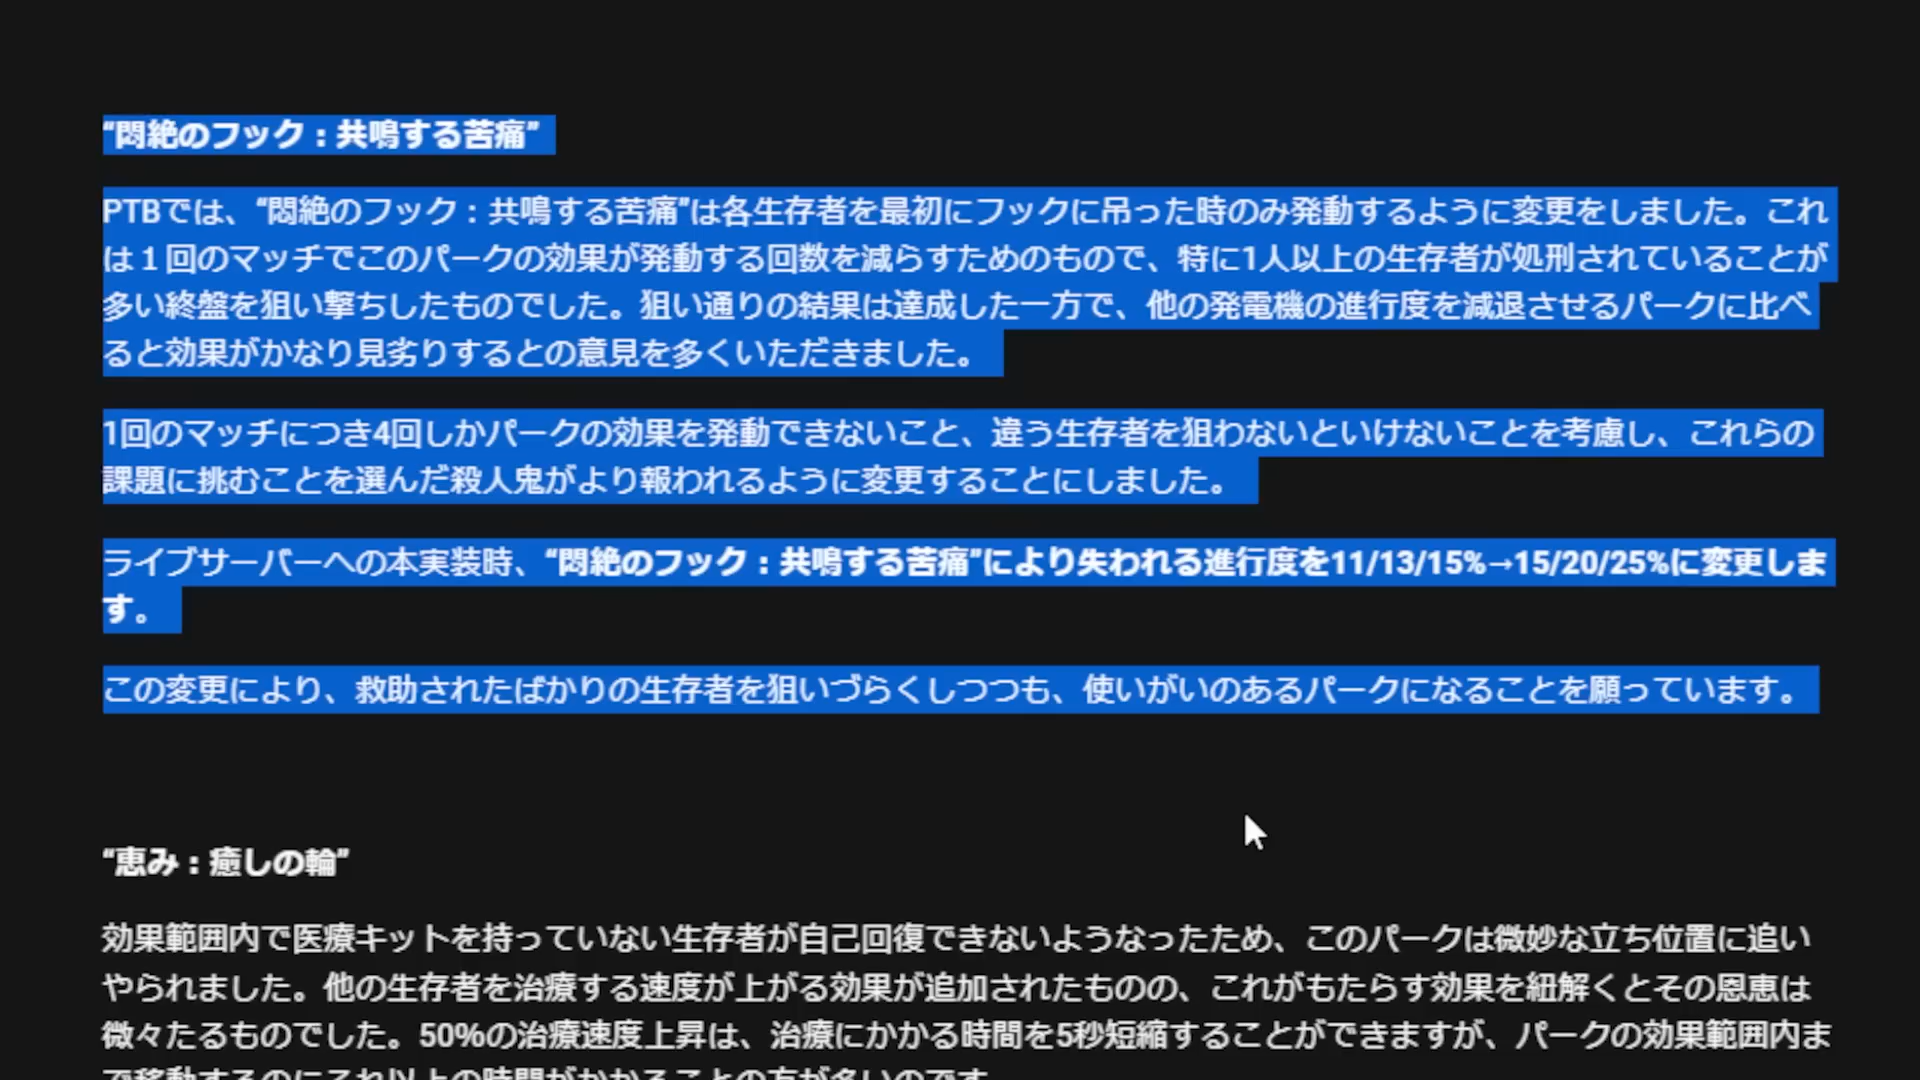 “悶絶のフック：共鳴する苦痛”
PTBでは、“悶絶のフック：共鳴する苦痛”は各生存者を最初にフックに吊った時のみ発動するように変更をしました。これ
は１回のマッチでこのパークの効果が発動する回数を減らすためのもので、特に1人以上の生存者が処刑されていることが
多い終盤を狙い撃ちしたものでした。狙い通りの結果は達成した一方で、他の発電機の進行度を減退させるパークに比べ
ると効果がかなり見劣りするとの意見を多くいただきました。
1回のマッチにつき4回しかパークの効果を発動できないこと、違う生存者を狙わないといけないことを考慮し、これらの
課題に挑むことを選んだ殺人鬼がより報われるように変更することにしました。
ライブサーバーへの本実装時、“悶絶のフック：共鳴する苦痛”により失われる進行度を11/13/15%→15/20/25%に変更しま
す。
この変更により、救助されたばかりの生存者を狙いづらくしつつも、使いがいのあるパークになることを願っています。
“恵み：癒しの輪”
効果範囲内で医療キットを持っていない生存者が自己回復できないようなったため、このパークは微妙な立ち位置に追い
やられました。他の生存者を治療する速度が上がる効果が追加されたものの、これがもたらす効果を紐解くとその恩恵は
微々たるものでした。50%の治療速度上昇は、治療にかかる時間を5秒短縮することができますが、パークの効果範囲内ま
で移動するのにそれ以上の時間がかかることの方が多いのです。